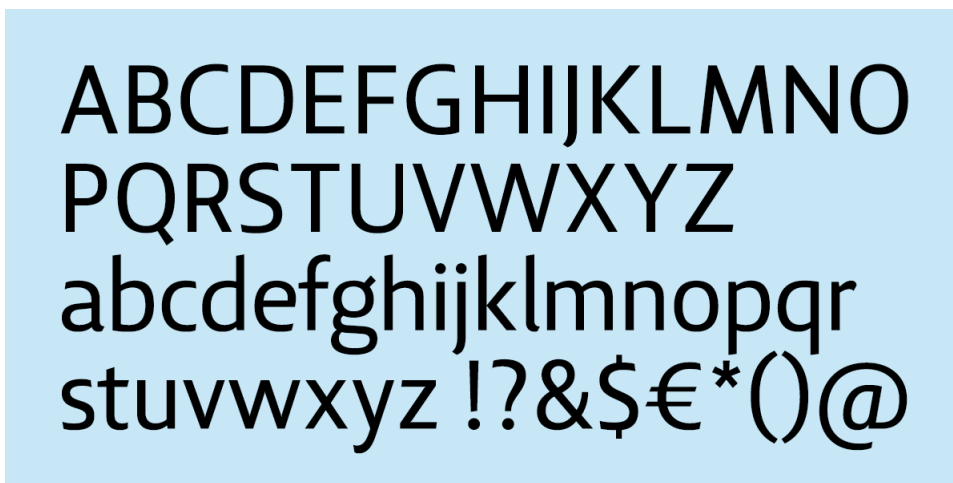 ABCDEFGHIJKLMNO
PQRSTUVWXYZ
abcdefghijklmnopqr
stuvwxyz !?&$€*()@